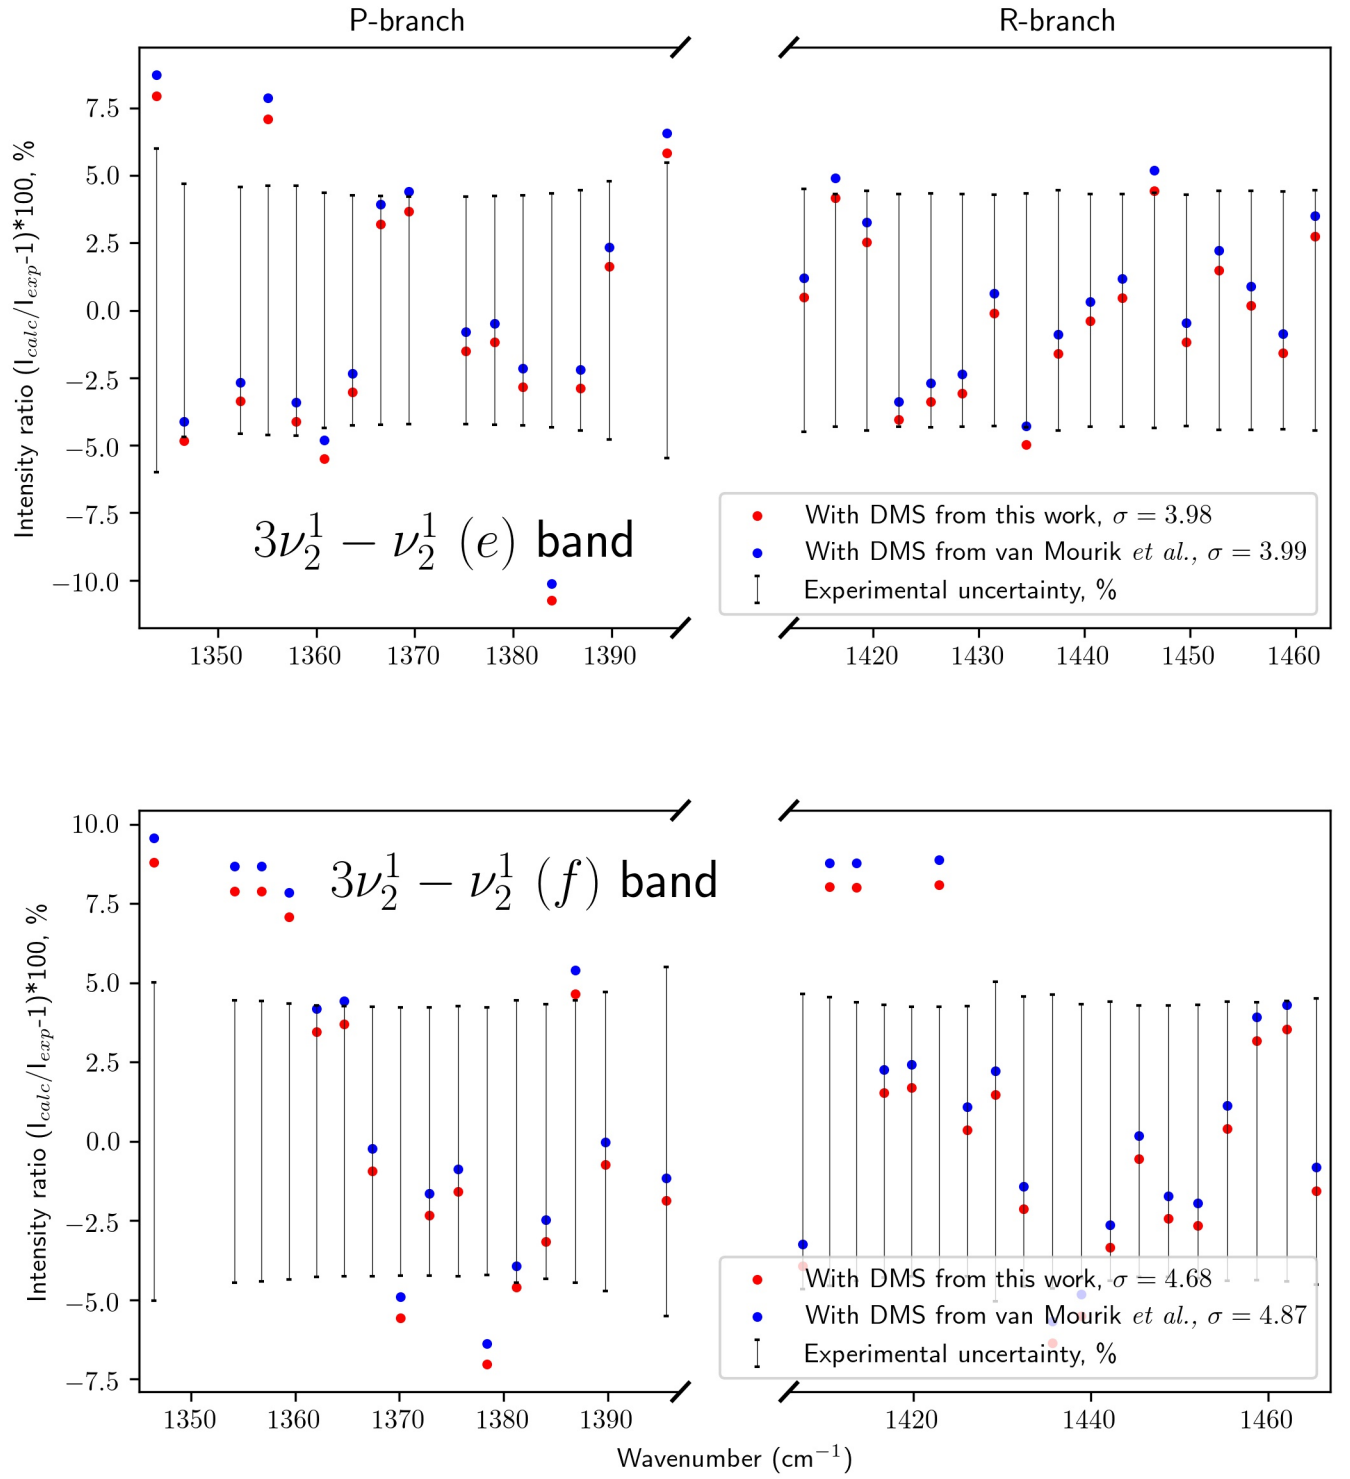 P-branch
R-branch
Intensity ratio (I_calc/I_exp-1)*100, %
7.5
5.0
2.5
0.0
−2.5
−5.0
−7.5
−10.0
3ν₂¹ − ν₂¹ (e) band
With DMS from this work, σ = 3.98
With DMS from van Mourik et al., σ = 3.99
Experimental uncertainty, %
1350 1360 1370 1380 1390
1420 1430 1440 1450 1460
Intensity ratio (I_calc/I_exp-1)*100, %
10.0
7.5
5.0
2.5
0.0
−2.5
−5.0
−7.5
3ν₂¹ − ν₂¹ (f) band
With DMS from this work, σ = 4.68
With DMS from van Mourik et al., σ = 4.87
Experimental uncertainty, %
1350 1360 1370 1380 1390
1420 1440 1460
Wavenumber (cm⁻¹)